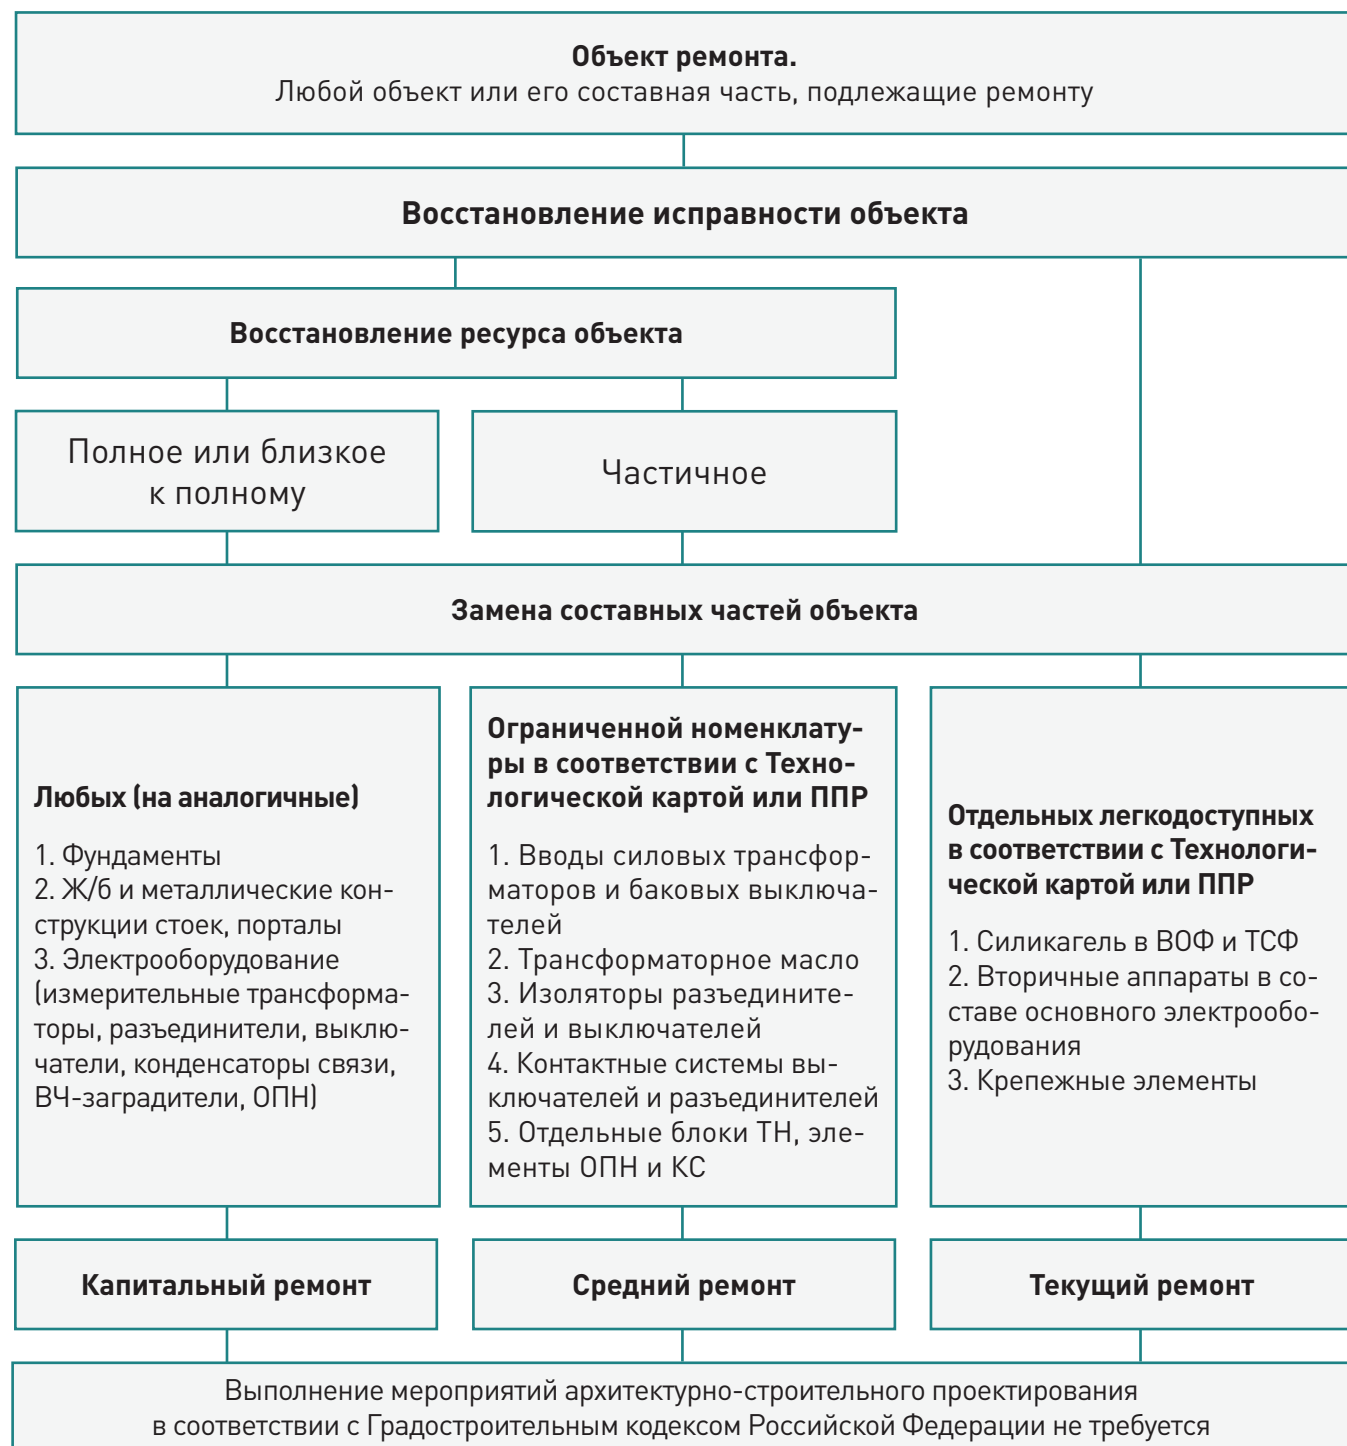 Объект ремонта.
Любой объект или его составная часть, подлежащие ремонту
Восстановление исправности объекта
Восстановление ресурса объекта
Полное или близкое
к полному
Частичное
Замена составных частей объекта
Любых (на аналогичные)
1. Фундаменты
2. Ж/б и металлические кон-
струкции стоек, порталы
3. Электрооборудование
(измерительные трансформа-
торы, разъединители, выклю-
чатели, конденсаторы связи,
ВЧ-заградители, ОПН)
Ограниченной номенклату-
ры в соответствии с Техно-
логической картой или ППР
1. Вводы силовых трансфор-
маторов и баковых выключа-
телей
2. Трансформаторное масло
3. Изоляторы разъедините-
лей и выключателей
4. Контактные системы вы-
ключателей и разъединителей
5. Отдельные блоки ТН, эле-
менты ОПН и КС
Отдельных легкодоступных
в соответствии с Технологи-
ческой картой или ППР
1. Силикагель в ВОФ и ТСФ
2. Вторичные аппараты в со-
ставе основного электрообо-
рудования
3. Крепежные элементы
Капитальный ремонт
Средний ремонт
Текущий ремонт
Выполнение мероприятий архитектурно-строительного проектирования
в соответствии с Градостроительным кодексом Российской Федерации не требуется